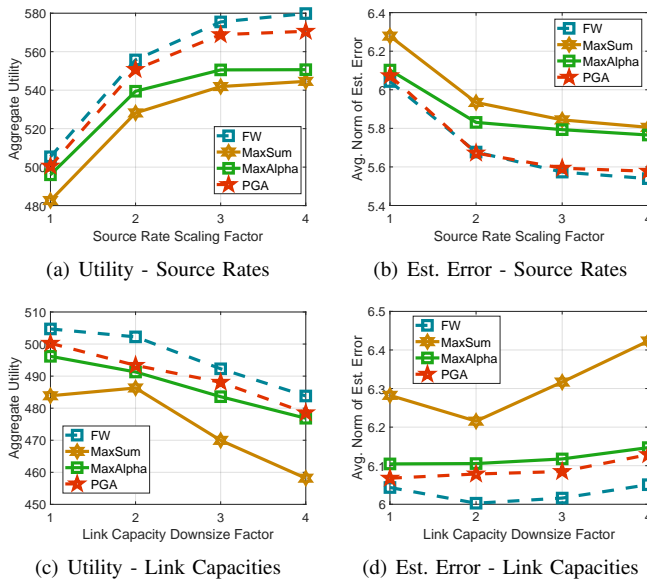 580
560
540
520
500
480
Aggregate Utility
FW
MaxSum
MaxAlpha
PGA
1 2 3 4
Source Rate Scaling Factor
(a) Utility - Source Rates
6.4
6.2
6
5.8
5.6
5.4
Avg. Norm of Est. Error
FW
MaxSum
MaxAlpha
PGA
1 2 3 4
Source Rate Scaling Factor
(b) Est. Error - Source Rates
510
500
490
480
470
460
450
Aggregate Utility
FW
MaxSum
MaxAlpha
PGA
1 2 3 4
Link Capacity Downsize Factor
(c) Utility - Link Capacities
6.5
6.4
6.3
6.2
6.1
6
Avg. Norm of Est. Error
FW
MaxSum
MaxAlpha
PGA
1 2 3 4
Link Capacity Downsize Factor
(d) Est. Error - Link Capacities